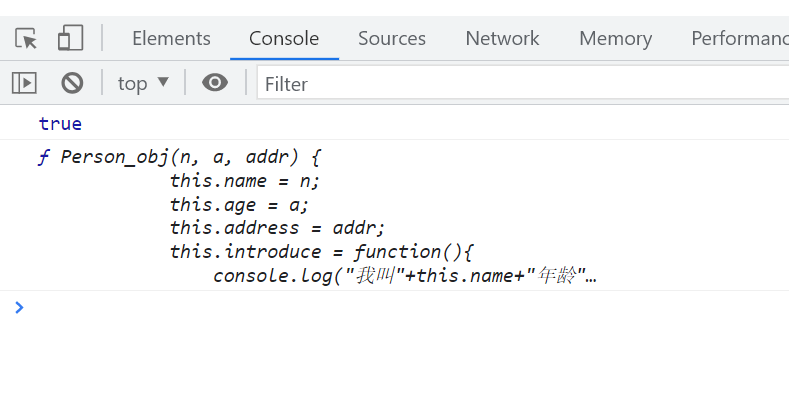 Elements Console Sources Network Memory Performanc
top Filter
true
ƒ Person_obj(n, a, addr) {
this.name = n;
this.age = a;
this.address = addr;
this.introduce = function(){
console.log("我叫"+this.name+"年龄"…